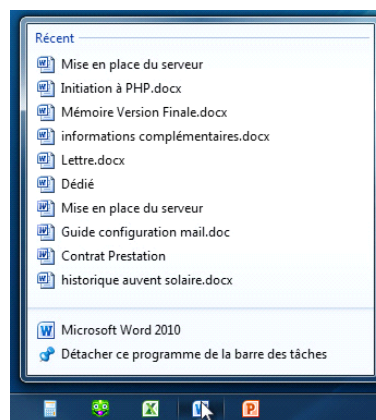 Récent
Mise en place du serveur
Initiation à PHP.docx
Mémoire Version Finale.docx
informations complémentaires.docx
Lettre.docx
Dédié
Mise en place du serveur
Guide configuration mail.doc
Contrat Prestation
historique auvent solaire.docx
Microsoft Word 2010
Détacher ce programme de la barre des tâches